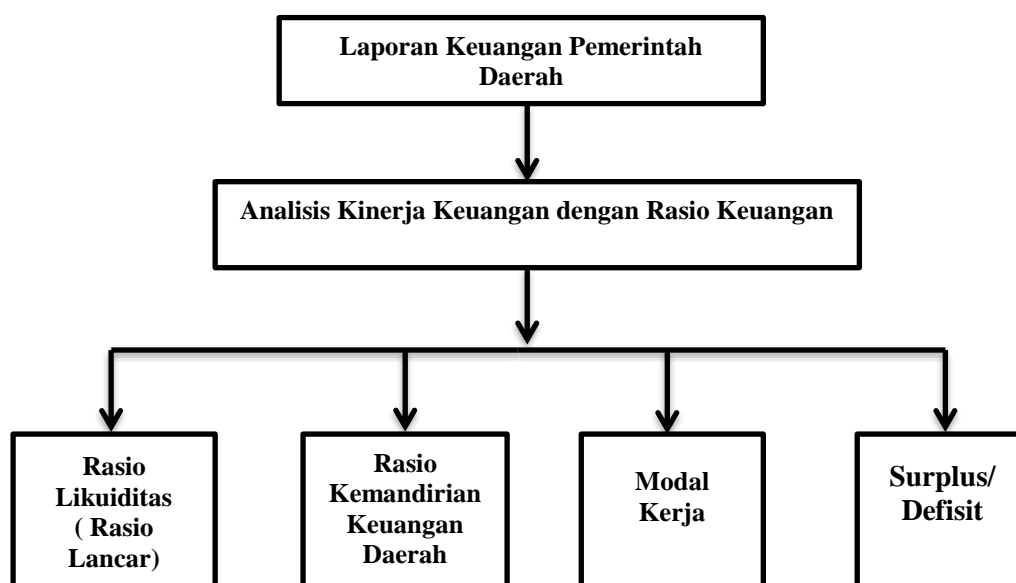 Laporan Keuangan Pemerintah
Daerah
Analisis Kinerja Keuangan dengan Rasio Keuangan
Rasio
Likuiditas
( Rasio
Lancar)
Rasio
Kemandirian
Keuangan
Daerah
Modal
Kerja
Surplus/
Defisit